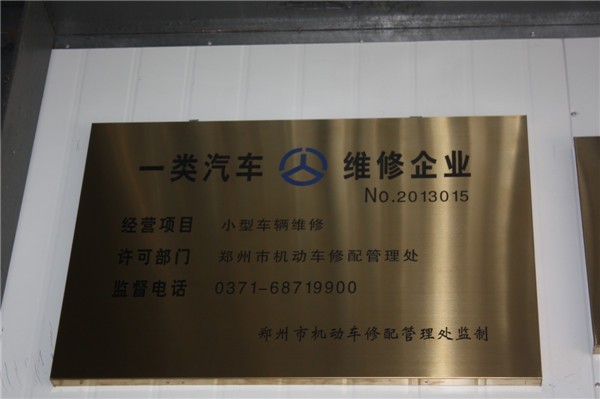 一类汽车 维修企业
No.2013015
经营项目 小型车辆维修
许可部门 郑州市机动车修配管理处
监督电话 0371-68719900
郑州市机动车修配管理处监制